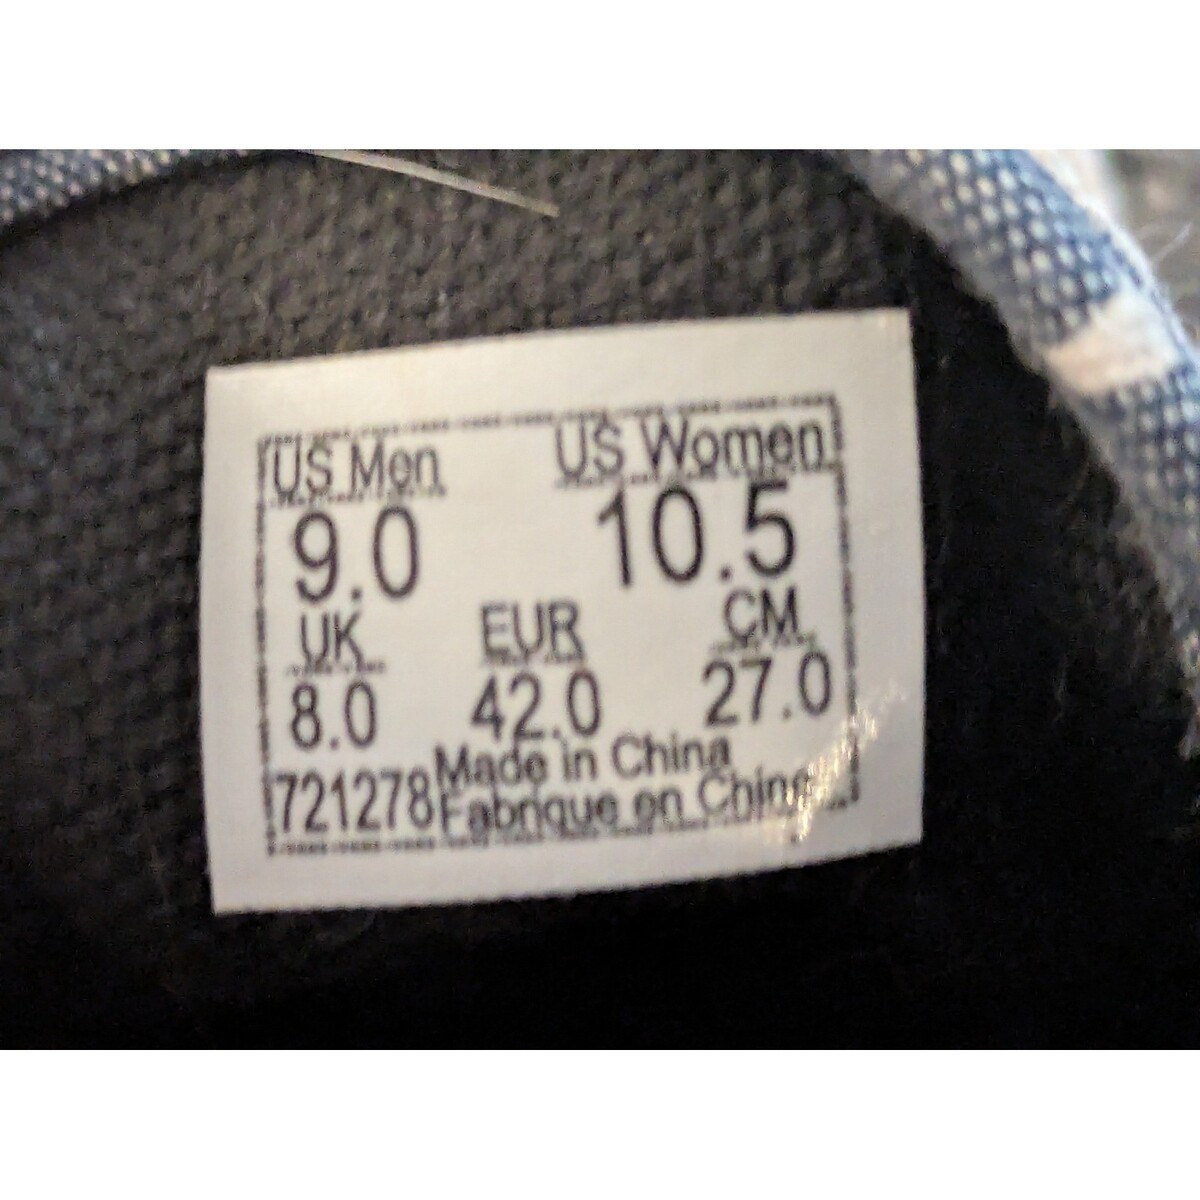 US Men US Women
9.0 10.5
UK EUR CM
8.0 42.0 27.0
721278 Made in China
Fabrique en Chine